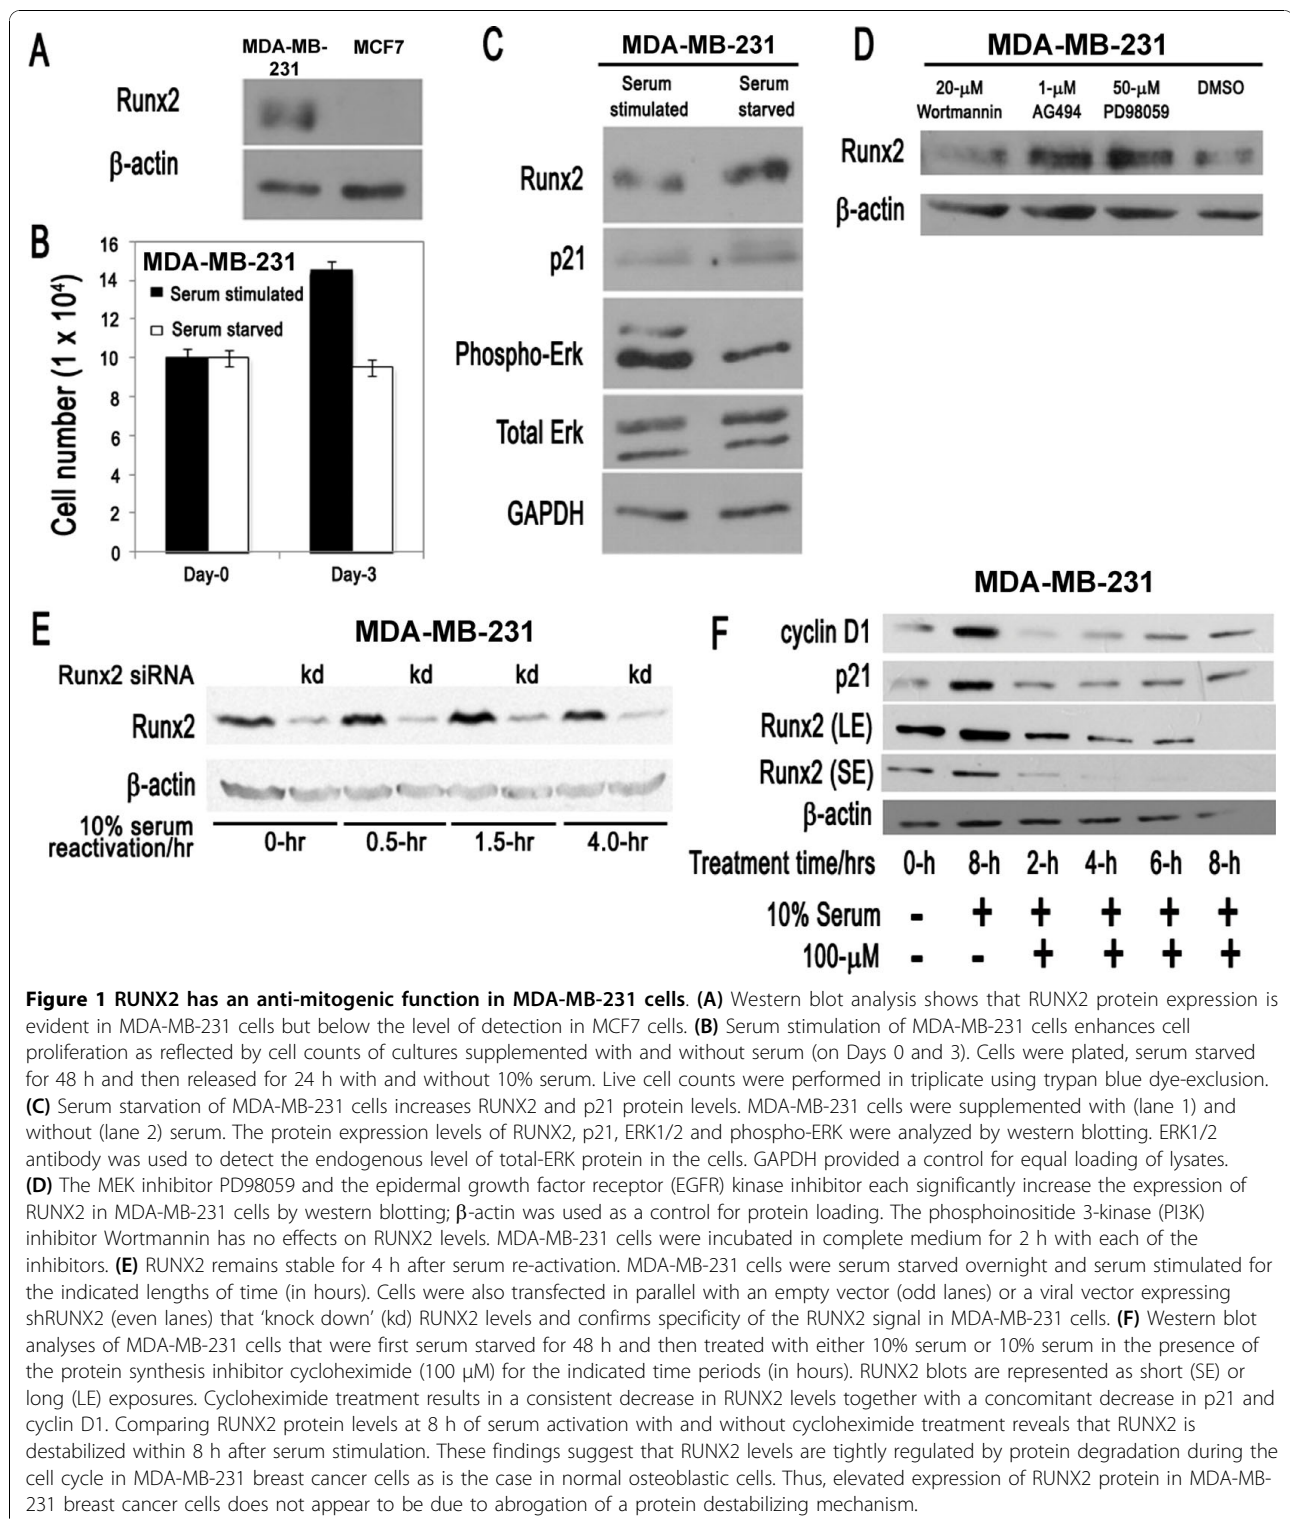 A
MDA-MB-
231
MCF7
Runx2
β-actin
B
16
14
12
10
8
6
4
2
0
Cell number (1 x 10⁴)
MDA-MB-231
Serum stimulated
Serum starved
Day-0
Day-3
C
MDA-MB-231
Serum
stimulated
Serum
starved
Runx2
p21
Phospho-Erk
Total Erk
GAPDH
D
MDA-MB-231
20-μM
Wortmannin
1-μM
AG494
50-μM
PD98059
DMSO
Runx2
β-actin
E
MDA-MB-231
Runx2 siRNA kd kd kd kd
Runx2
β-actin
10% serum
reactivation/hr 0-hr 0.5-hr 1.5-hr 4.0-hr
F
MDA-MB-231
cyclin D1
p21
Runx2 (LE)
Runx2 (SE)
β-actin
Treatment time/hrs 0-h 8-h 2-h 4-h 6-h 8-h
10% Serum - + + + + +
100-μM - - + + + +
Figure 1 RUNX2 has an anti-mitogenic function in MDA-MB-231 cells. (A) Western blot analysis shows that RUNX2 protein expression is
evident in MDA-MB-231 cells but below the level of detection in MCF7 cells. (B) Serum stimulation of MDA-MB-231 cells enhances cell
proliferation as reflected by cell counts of cultures supplemented with and without serum (on Days 0 and 3). Cells were plated, serum starved
for 48 h and then released for 24 h with and without 10% serum. Live cell counts were performed in triplicate using trypan blue dye-exclusion.
(C) Serum starvation of MDA-MB-231 cells increases RUNX2 and p21 protein levels. MDA-MB-231 cells were supplemented with (lane 1) and
without (lane 2) serum. The protein expression levels of RUNX2, p21, ERK1/2 and phospho-ERK were analyzed by western blotting. ERK1/2
antibody was used to detect the endogenous level of total-ERK protein in the cells. GAPDH provided a control for equal loading of lysates.
(D) The MEK inhibitor PD98059 and the epidermal growth factor receptor (EGFR) kinase inhibitor each significantly increase the expression of
RUNX2 in MDA-MB-231 cells by western blotting; β-actin was used as a control for protein loading. The phosphoinositide 3-kinase (PI3K)
inhibitor Wortmannin has no effects on RUNX2 levels. MDA-MB-231 cells were incubated in complete medium for 2 h with each of the
inhibitors. (E) RUNX2 remains stable for 4 h after serum re-activation. MDA-MB-231 cells were serum starved overnight and serum stimulated for
the indicated lengths of time (in hours). Cells were also transfected in parallel with an empty vector (odd lanes) or a viral vector expressing
shRUNX2 (even lanes) that ‘knock down’ (kd) RUNX2 levels and confirms specificity of the RUNX2 signal in MDA-MB-231 cells. (F) Western blot
analyses of MDA-MB-231 cells that were first serum starved for 48 h and then treated with either 10% serum or 10% serum in the presence of
the protein synthesis inhibitor cycloheximide (100 μM) for the indicated time periods (in hours). RUNX2 blots are represented as short (SE) or
long (LE) exposures. Cycloheximide treatment results in a consistent decrease in RUNX2 levels together with a concomitant decrease in p21 and
cyclin D1. Comparing RUNX2 protein levels at 8 h of serum activation with and without cycloheximide treatment reveals that RUNX2 is
destabilized within 8 h after serum stimulation. These findings suggest that RUNX2 levels are tightly regulated by protein degradation during the
cell cycle in MDA-MB-231 breast cancer cells as is the case in normal osteoblastic cells. Thus, elevated expression of RUNX2 protein in MDA-MB-
231 breast cancer cells does not appear to be due to abrogation of a protein destabilizing mechanism.